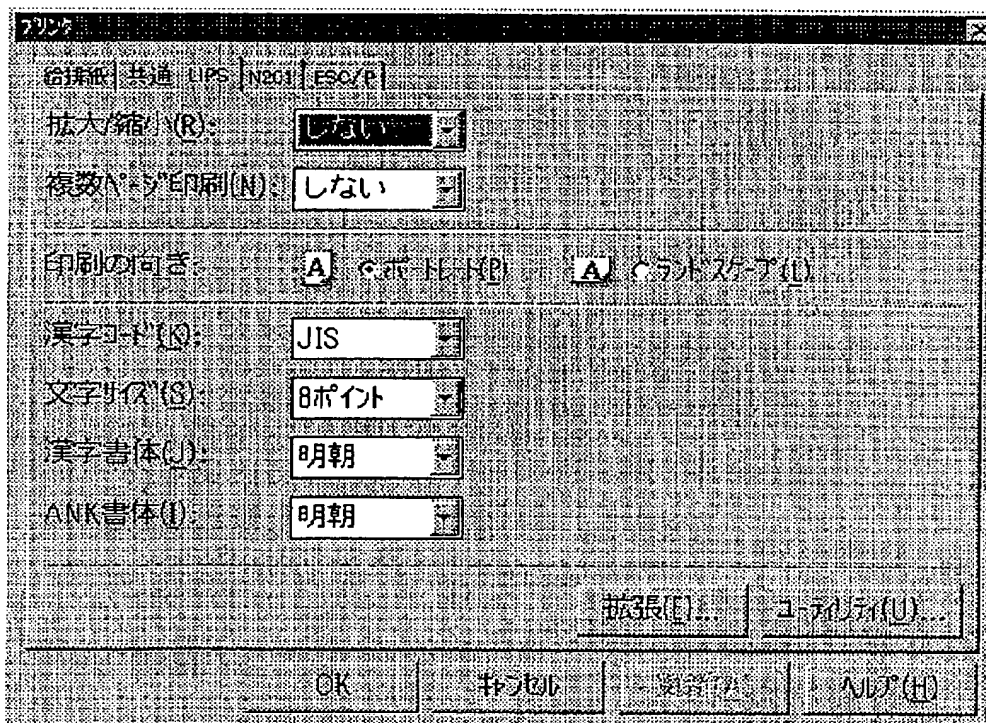 プリンタ
給排紙 共通 LIPS N201 ESC/P
拡大/縮小(R): しない
複数ページ印刷(N): しない
印刷の向き: A ポートレート(P) A ランドスケープ(L)
漢字コード(K): JIS
文字サイズ(S): 8ポイント
漢字書体(J): 明朝
ANK書体(I): 明朝
拡張(E)... ユーティリティ(U)...
OK キャンセル ヘルプ(H)